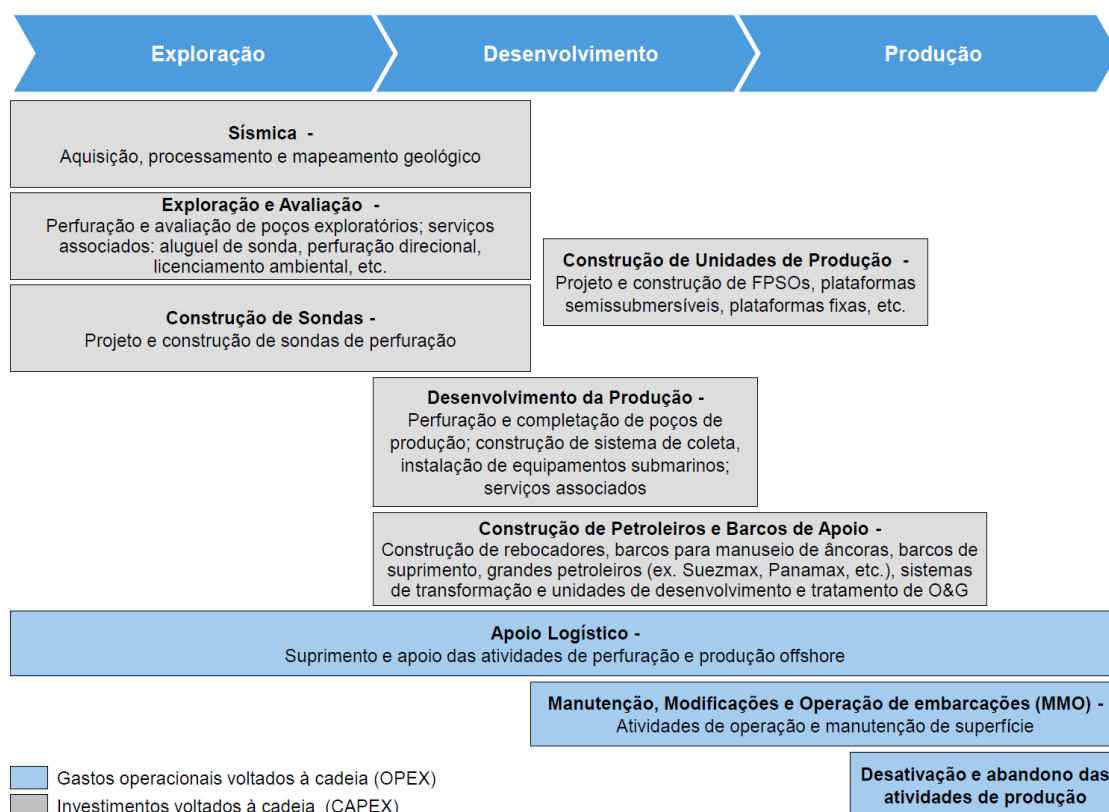 Exploração
Desenvolvimento
Produção
Sísmica -
Aquisição, processamento e mapeamento geológico
Exploração e Avaliação -
Perfuração e avaliação de poços exploratórios; serviços
associados: aluguel de sonda, perfuração direcional,
licenciamento ambiental, etc.
Construção de Unidades de Produção -
Projeto e construção de FPSOs, plataformas
semissubmersíveis, plataformas fixas, etc.
Construção de Sondas -
Projeto e construção de sondas de perfuração
Desenvolvimento da Produção -
Perfuração e completação de poços de
produção; construção de sistema de coleta,
instalação de equipamentos submarinos;
serviços associados
Construção de Petroleiros e Barcos de Apoio -
Construção de rebocadores, barcos para manuseio de âncoras, barcos de
suprimento, grandes petroleiros (ex. Suezmax, Panamax, etc.), sistemas
de transformação e unidades de desenvolvimento e tratamento de O&G
Apoio Logístico -
Suprimento e apoio das atividades de perfuração e produção offshore
Manutenção, Modificações e Operação de embarcações (MMO) -
Atividades de operação e manutenção de superfície
Desativação e abandono das
atividades de produção
Gastos operacionais voltados à cadeia (OPEX)
Investimentos voltados à cadeia (CAPEX)